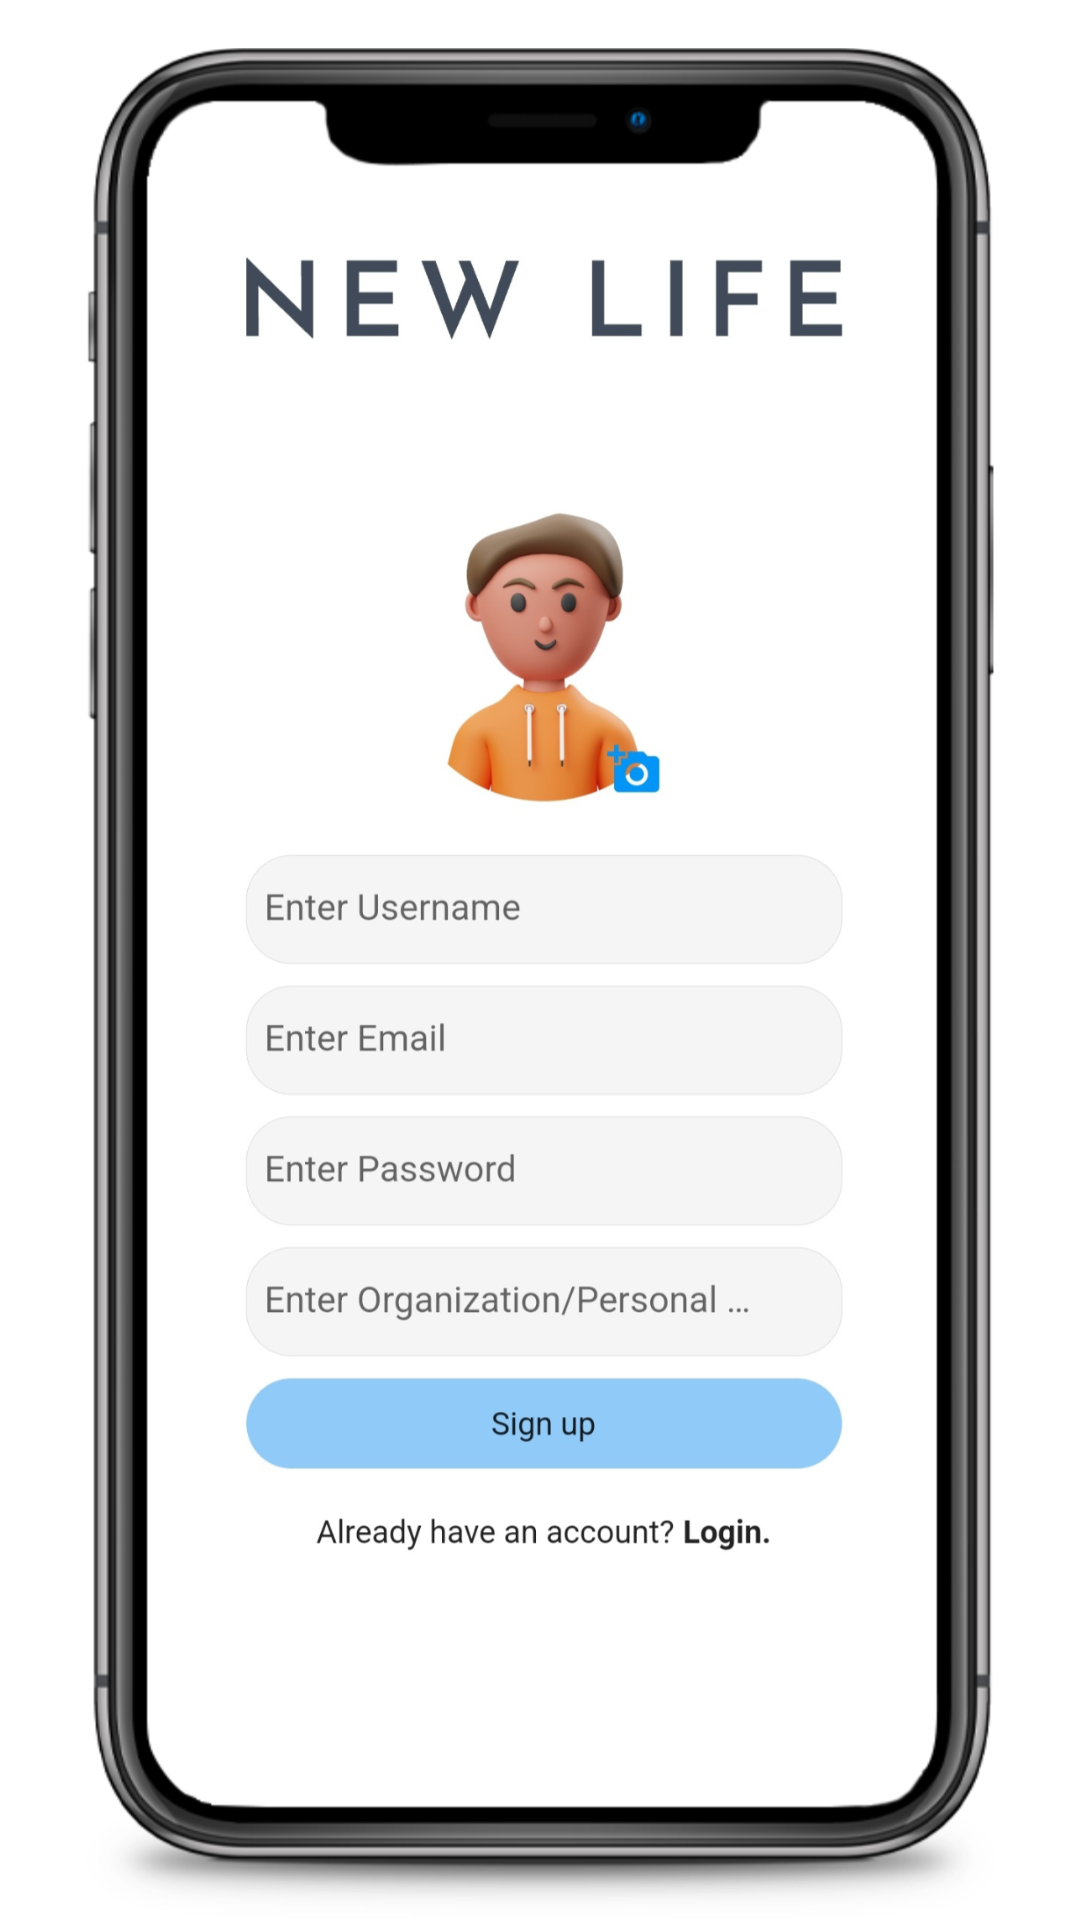 NEW LIFE
Enter Username
Enter Email
Enter Password
Enter Organization/Personal ...
Sign up
Already have an account? Login.